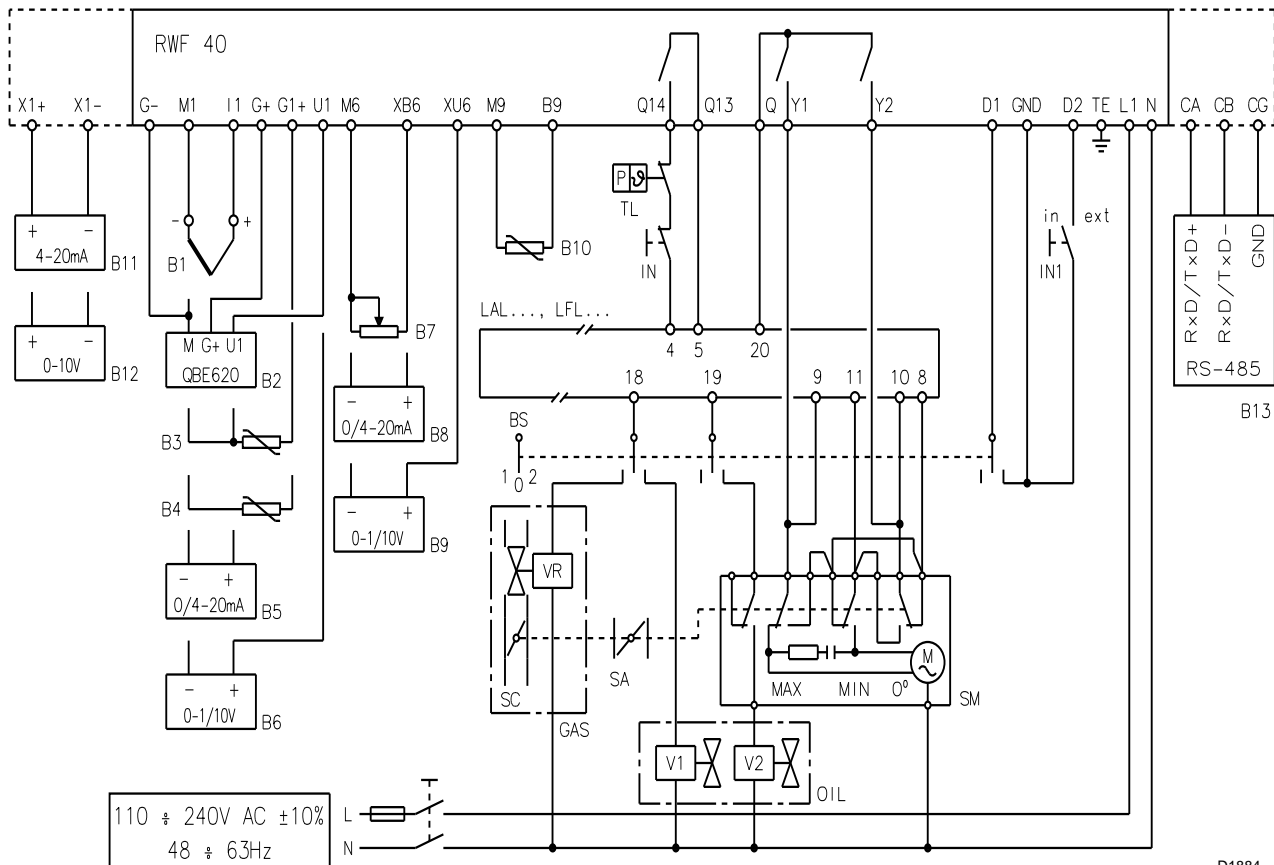 RWF 40
X1+ X1- G- M1 I1 G+ G1+ U1 M6 XB6 XU6 M9 B9 Q14 Q13 Q Y1 Y2 D1 GND D2 TE L1 N CA CB CG
P ϑ
TL
in ext
IN1
IN
+ -
4-20mA
B11
- +
B1
B10
RxD/TxD+
RxD/TxD-
GND
RS-485
B13
LAL..., LFL...
4 5 20
+ -
0-10V
B12
M G+ U1
QBE620
B2
B7
18 19 9 11 10 8
- +
0/4-20mA
B8
BS
1 0 2
B3
B4
- +
0-1/10V
B9
- +
0/4-20mA
B5
VR
SC
GAS
SA
M
MAX MIN 0°
SM
- +
0-1/10V
B6
V1 V2
OIL
110 ÷ 240V AC ±10%
48 ÷ 63Hz
L
N
D1884